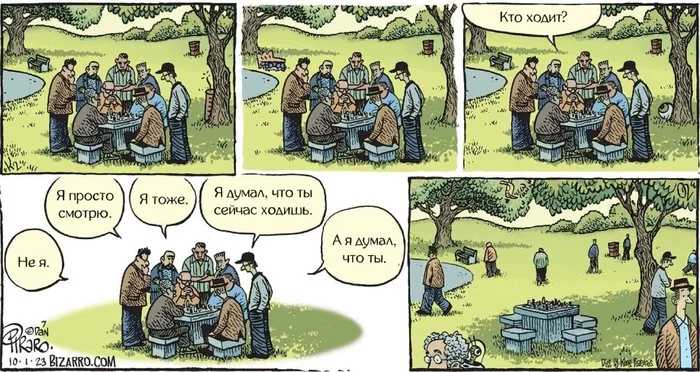 Кто ходит?
Не я.
Я просто
смотрю.
Я тоже.
Я думал, что ты
сейчас ходишь.
А я думал,
что ты.
©Dan
Piraro.
10·1·23 BIZARRO.COM